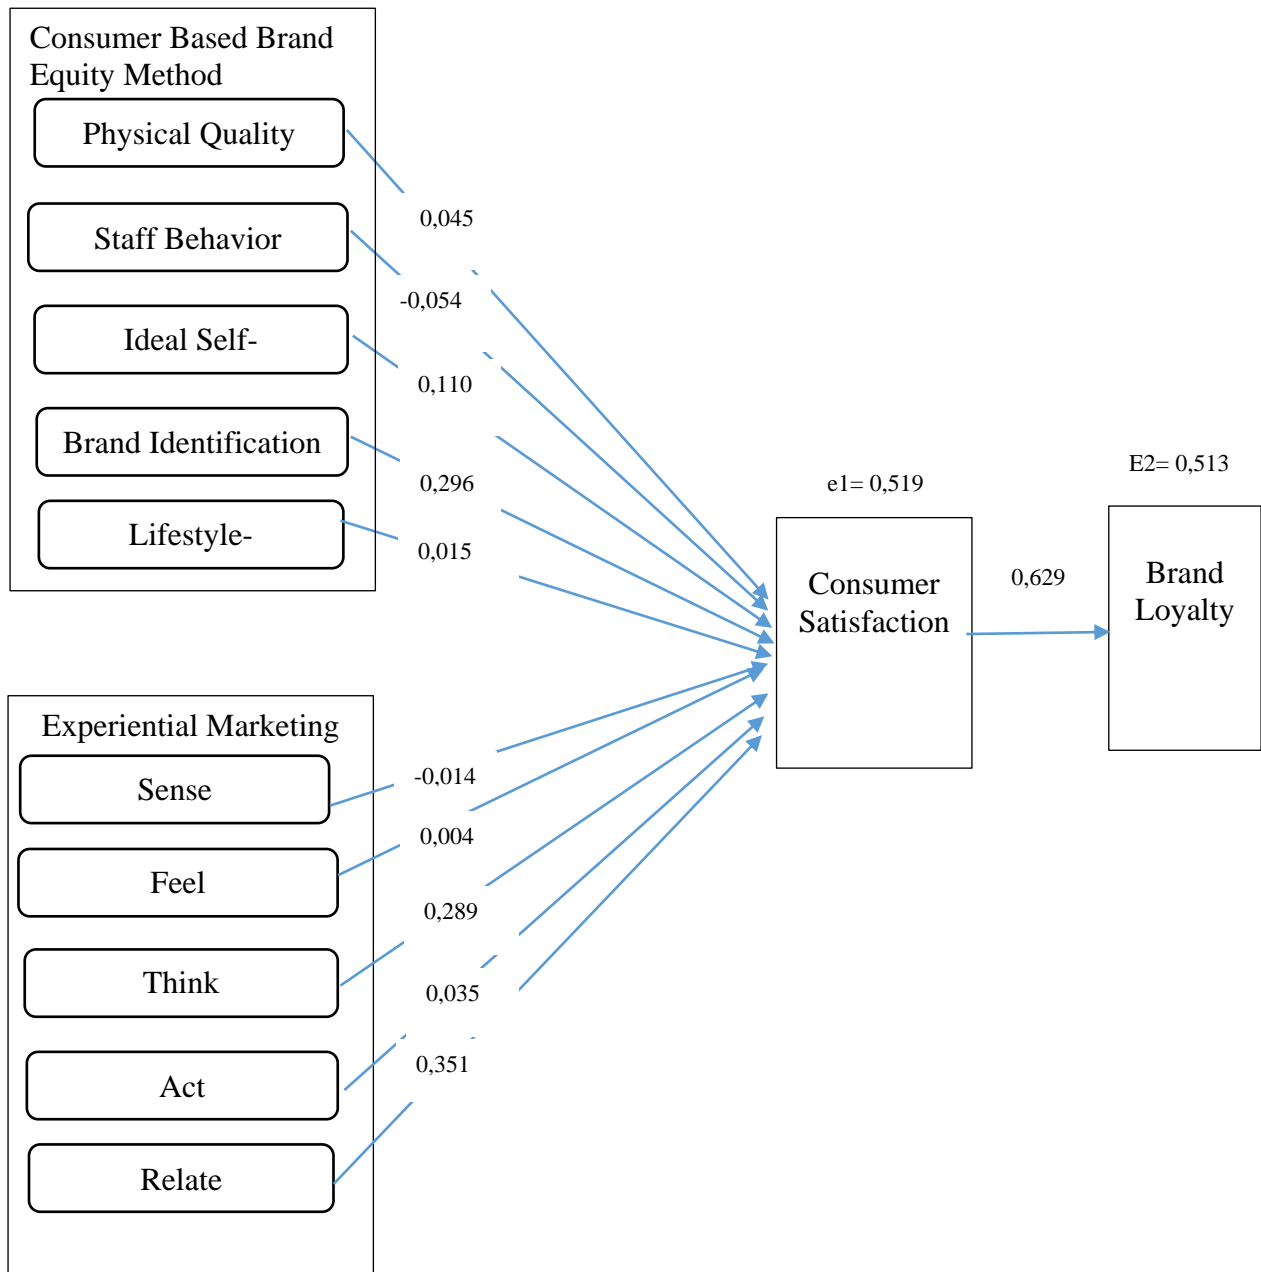 Consumer Based Brand
Equity Method
Physical Quality
Staff Behavior
Ideal Self-
Brand Identification
Lifestyle-
0,045
-0,054
0,110
0,296
0,015
Experiential Marketing
Sense
Feel
Think
Act
Relate
-0,014
0,004
0,289
0,035
0,351
e1= 0,519
Consumer
Satisfaction
0,629
E2= 0,513
Brand
Loyalty